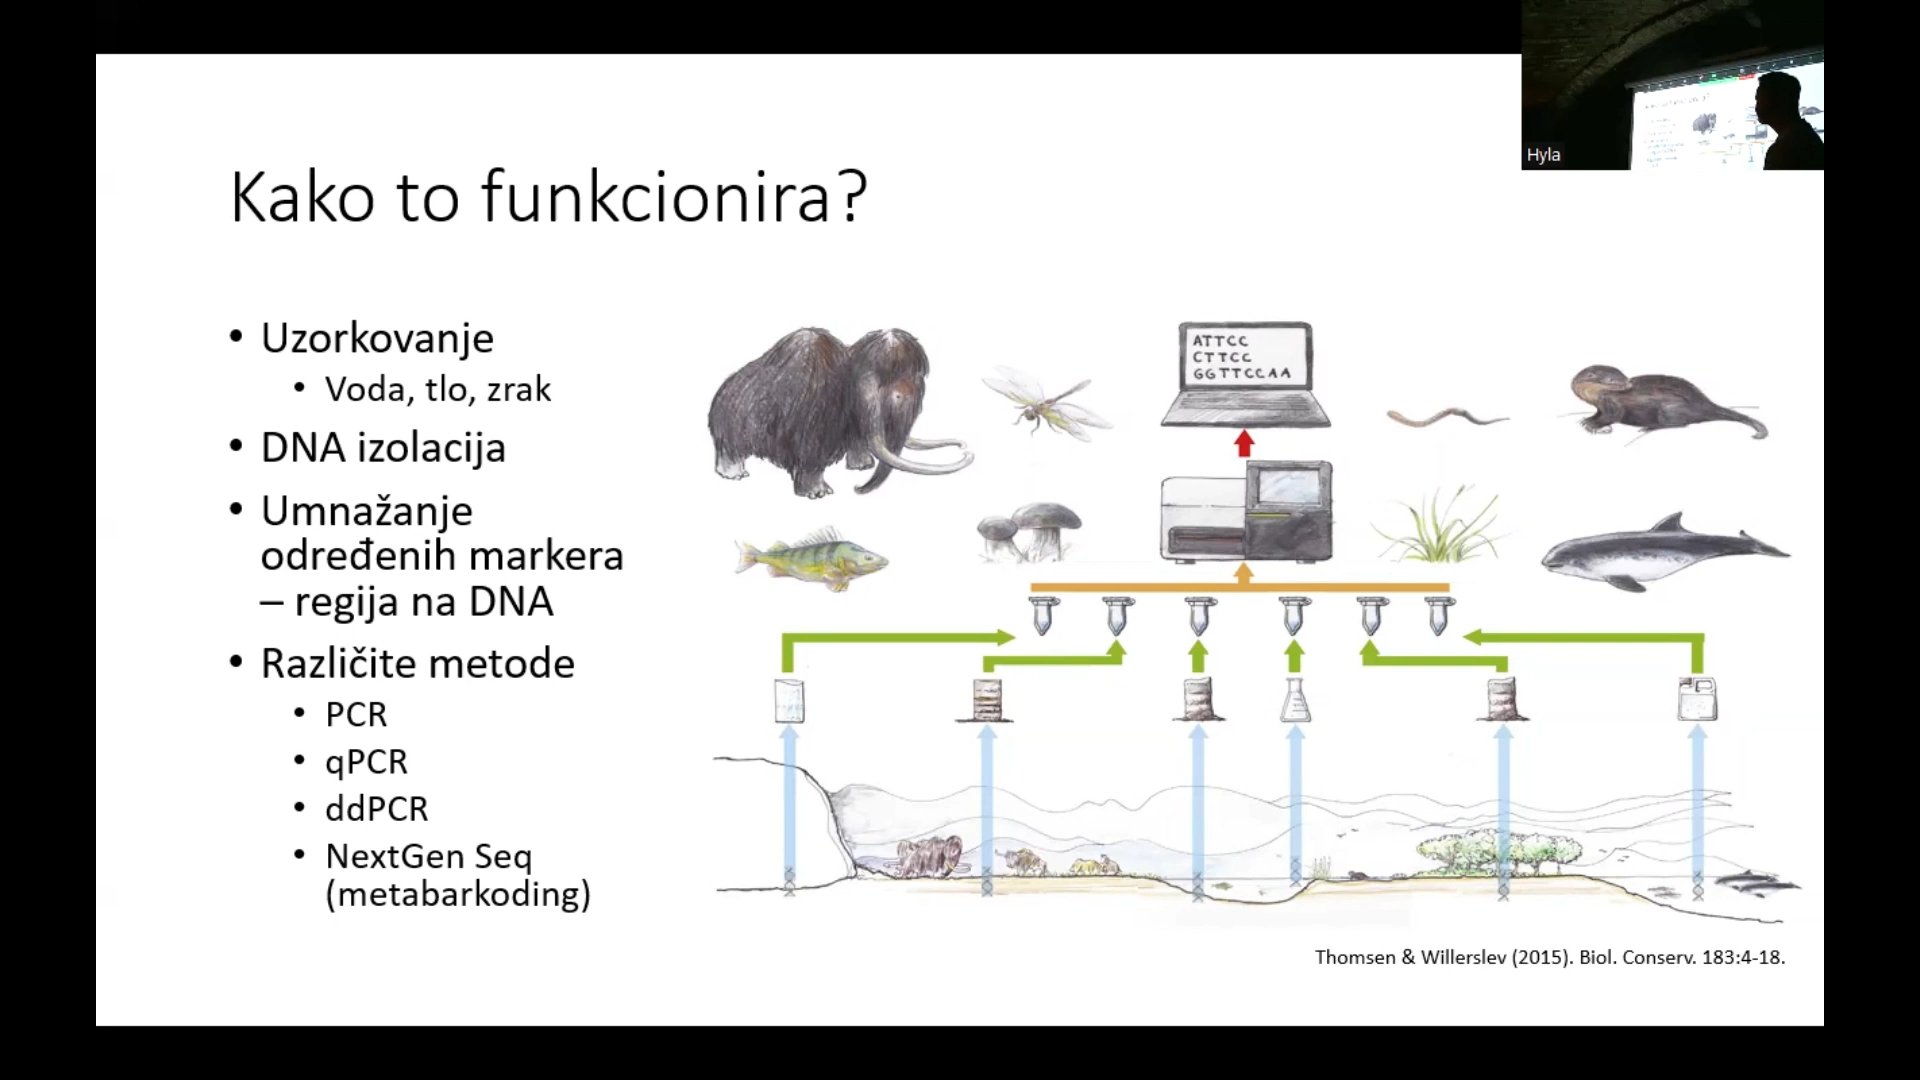 Hyla
Kako to funkcionira?
• Uzorkovanje
• Voda, tlo, zrak
• DNA izolacija
• Umnažanje
određenih markera
– regija na DNA
• Različite metode
• PCR
• qPCR
• ddPCR
• NextGen Seq
(metabarkoding)
ATTCC
CTTCC
GGTTCCAA
Thomsen & Willerslev (2015). Biol. Conserv. 183:4-18.